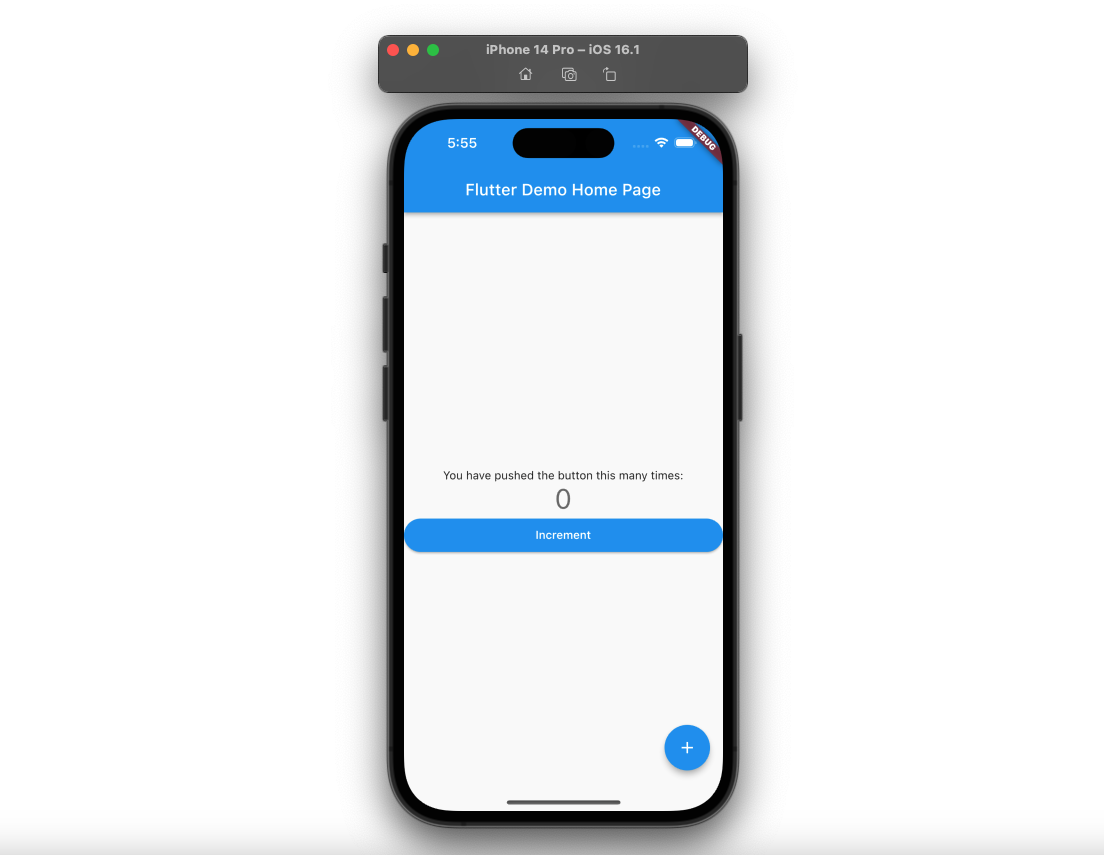 iPhone 14 Pro – iOS 16.1
5:55
DEBUG
Flutter Demo Home Page
You have pushed the button this many times:
0
Increment
+